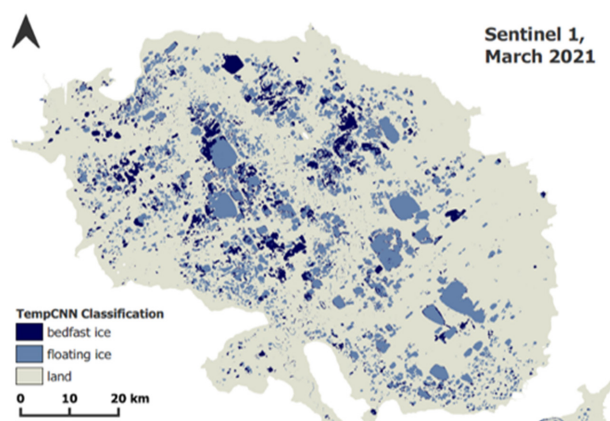 Sentinel 1,
March 2021
TempCNN Classification
bedfast ice
floating ice
land
0 10 20 km